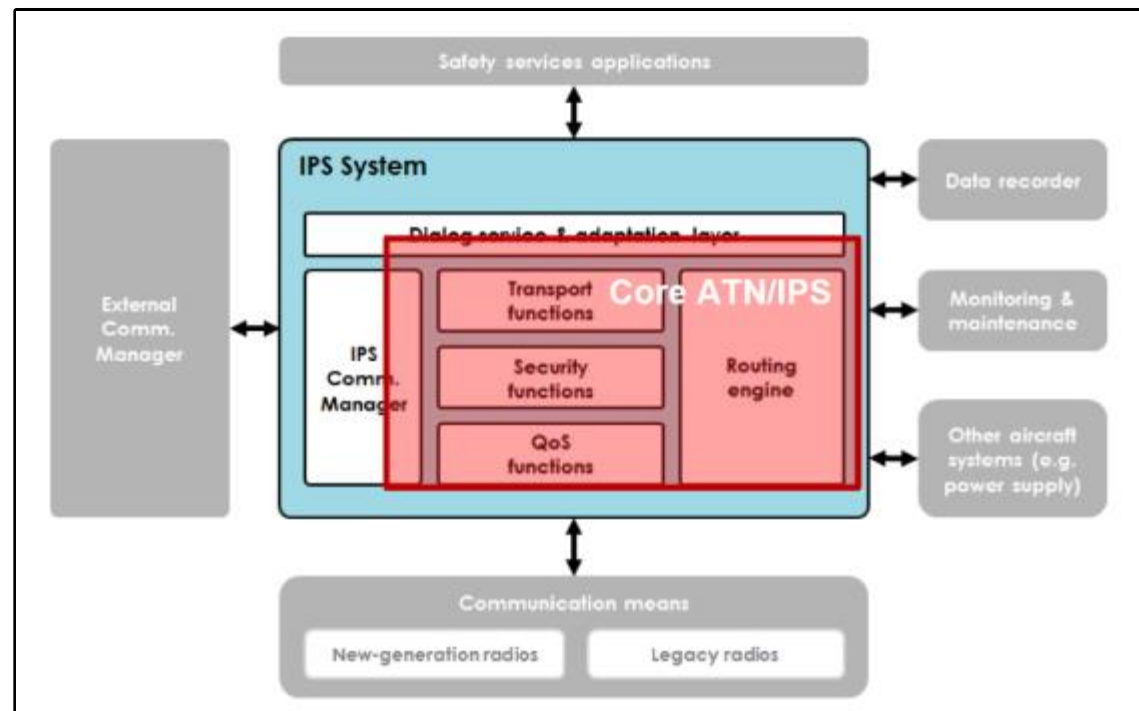 Safety services applications
IPS System
Dialog service & adaptation layer
External
Comm.
Manager
IPS
Comm.
Manager
Transport
functions
Core ATN/IPS
Security
functions
QoS
functions
Routing
engine
Data recorder
Monitoring &
maintenance
Other aircraft
systems (e.g.
power supply)
Communication means
New-generation radios
Legacy radios